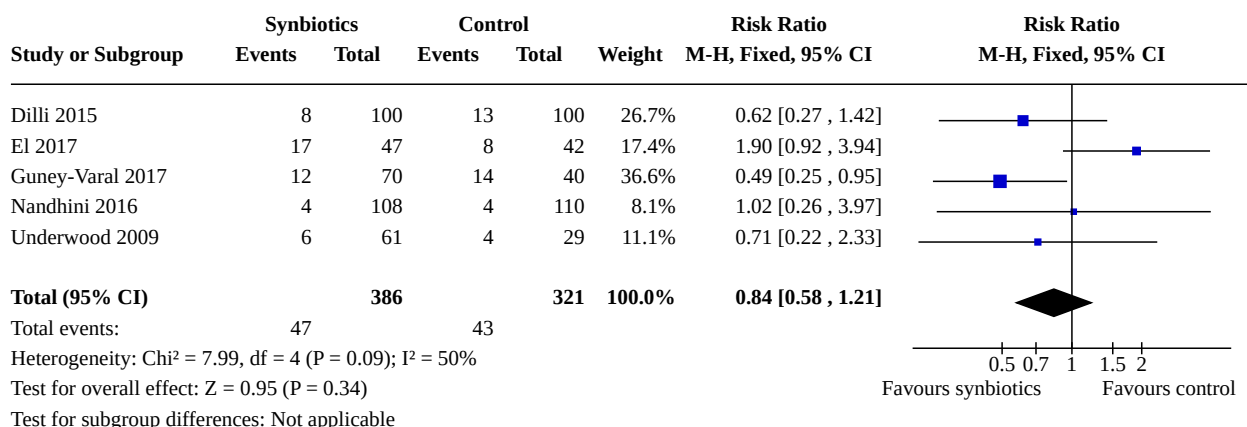 Synbiotics Control Risk Ratio Risk Ratio
Study or Subgroup Events Total Events Total Weight M-H, Fixed, 95% CI M-H, Fixed, 95% CI
Dilli 2015 8 100 13 100 26.7% 0.62 [0.27 , 1.42]
El 2017 17 47 8 42 17.4% 1.90 [0.92 , 3.94]
Guney-Varal 2017 12 70 14 40 36.6% 0.49 [0.25 , 0.95]
Nandhini 2016 4 108 4 110 8.1% 1.02 [0.26 , 3.97]
Underwood 2009 6 61 4 29 11.1% 0.71 [0.22 , 2.33]
Total (95% CI) 386 321 100.0% 0.84 [0.58 , 1.21]
Total events: 47 43
Heterogeneity: Chi² = 7.99, df = 4 (P = 0.09); I² = 50%
0.5 0.7 1 1.5 2
Test for overall effect: Z = 0.95 (P = 0.34) Favours synbiotics Favours control
Test for subgroup differences: Not applicable